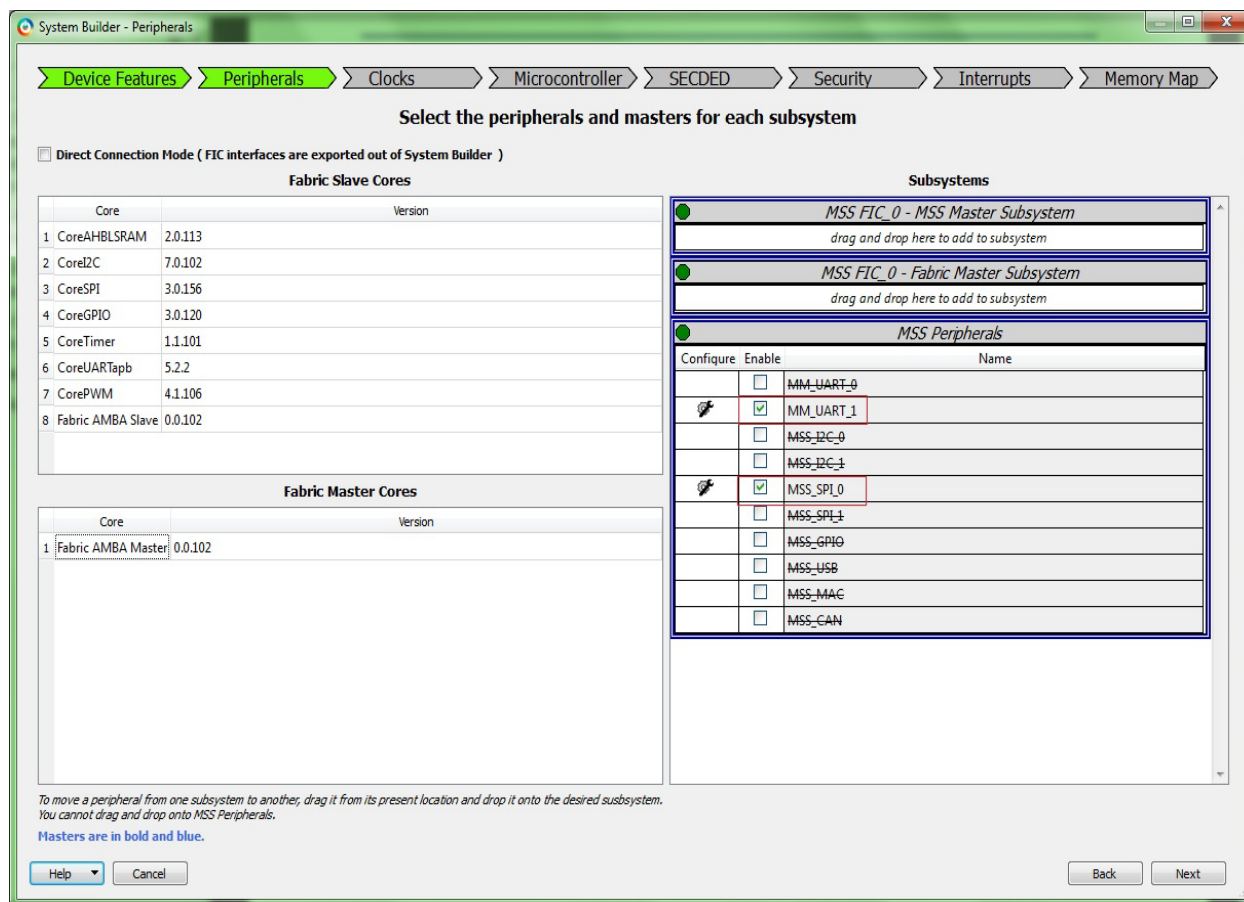 System Builder - Peripherals
Device Features Peripherals Clocks Microcontroller SECDED Security Interrupts Memory Map
Select the peripherals and masters for each subsystem
Direct Connection Mode ( FIC interfaces are exported out of System Builder )
Fabric Slave Cores
Core Version
1 CoreAHBLSRAM 2.0.113
2 CoreI2C 7.0.102
3 CoreSPI 3.0.156
4 CoreGPIO 3.0.120
5 CoreTimer 1.1.101
6 CoreUARTapb 5.2.2
7 CorePWM 4.1.106
8 Fabric AMBA Slave 0.0.102
Fabric Master Cores
Core Version
1 Fabric AMBA Master 0.0.102
Subsystems
MSS FIC_0 - MSS Master Subsystem
drag and drop here to add to subsystem
MSS FIC_0 - Fabric Master Subsystem
drag and drop here to add to subsystem
MSS Peripherals
Configure Enable Name
MM_UART_0
MM_UART_1
MSS_I2C_0
MSS_I2C_1
MSS_SPI_0
MSS_SPI_1
MSS_GPIO
MSS_USB
MSS_MAC
MSS_CAN
To move a peripheral from one subsystem to another, drag it from its present location and drop it onto the desired susbsystem.
You cannot drag and drop onto MSS Peripherals.
Masters are in bold and blue.
Help Cancel Back Next